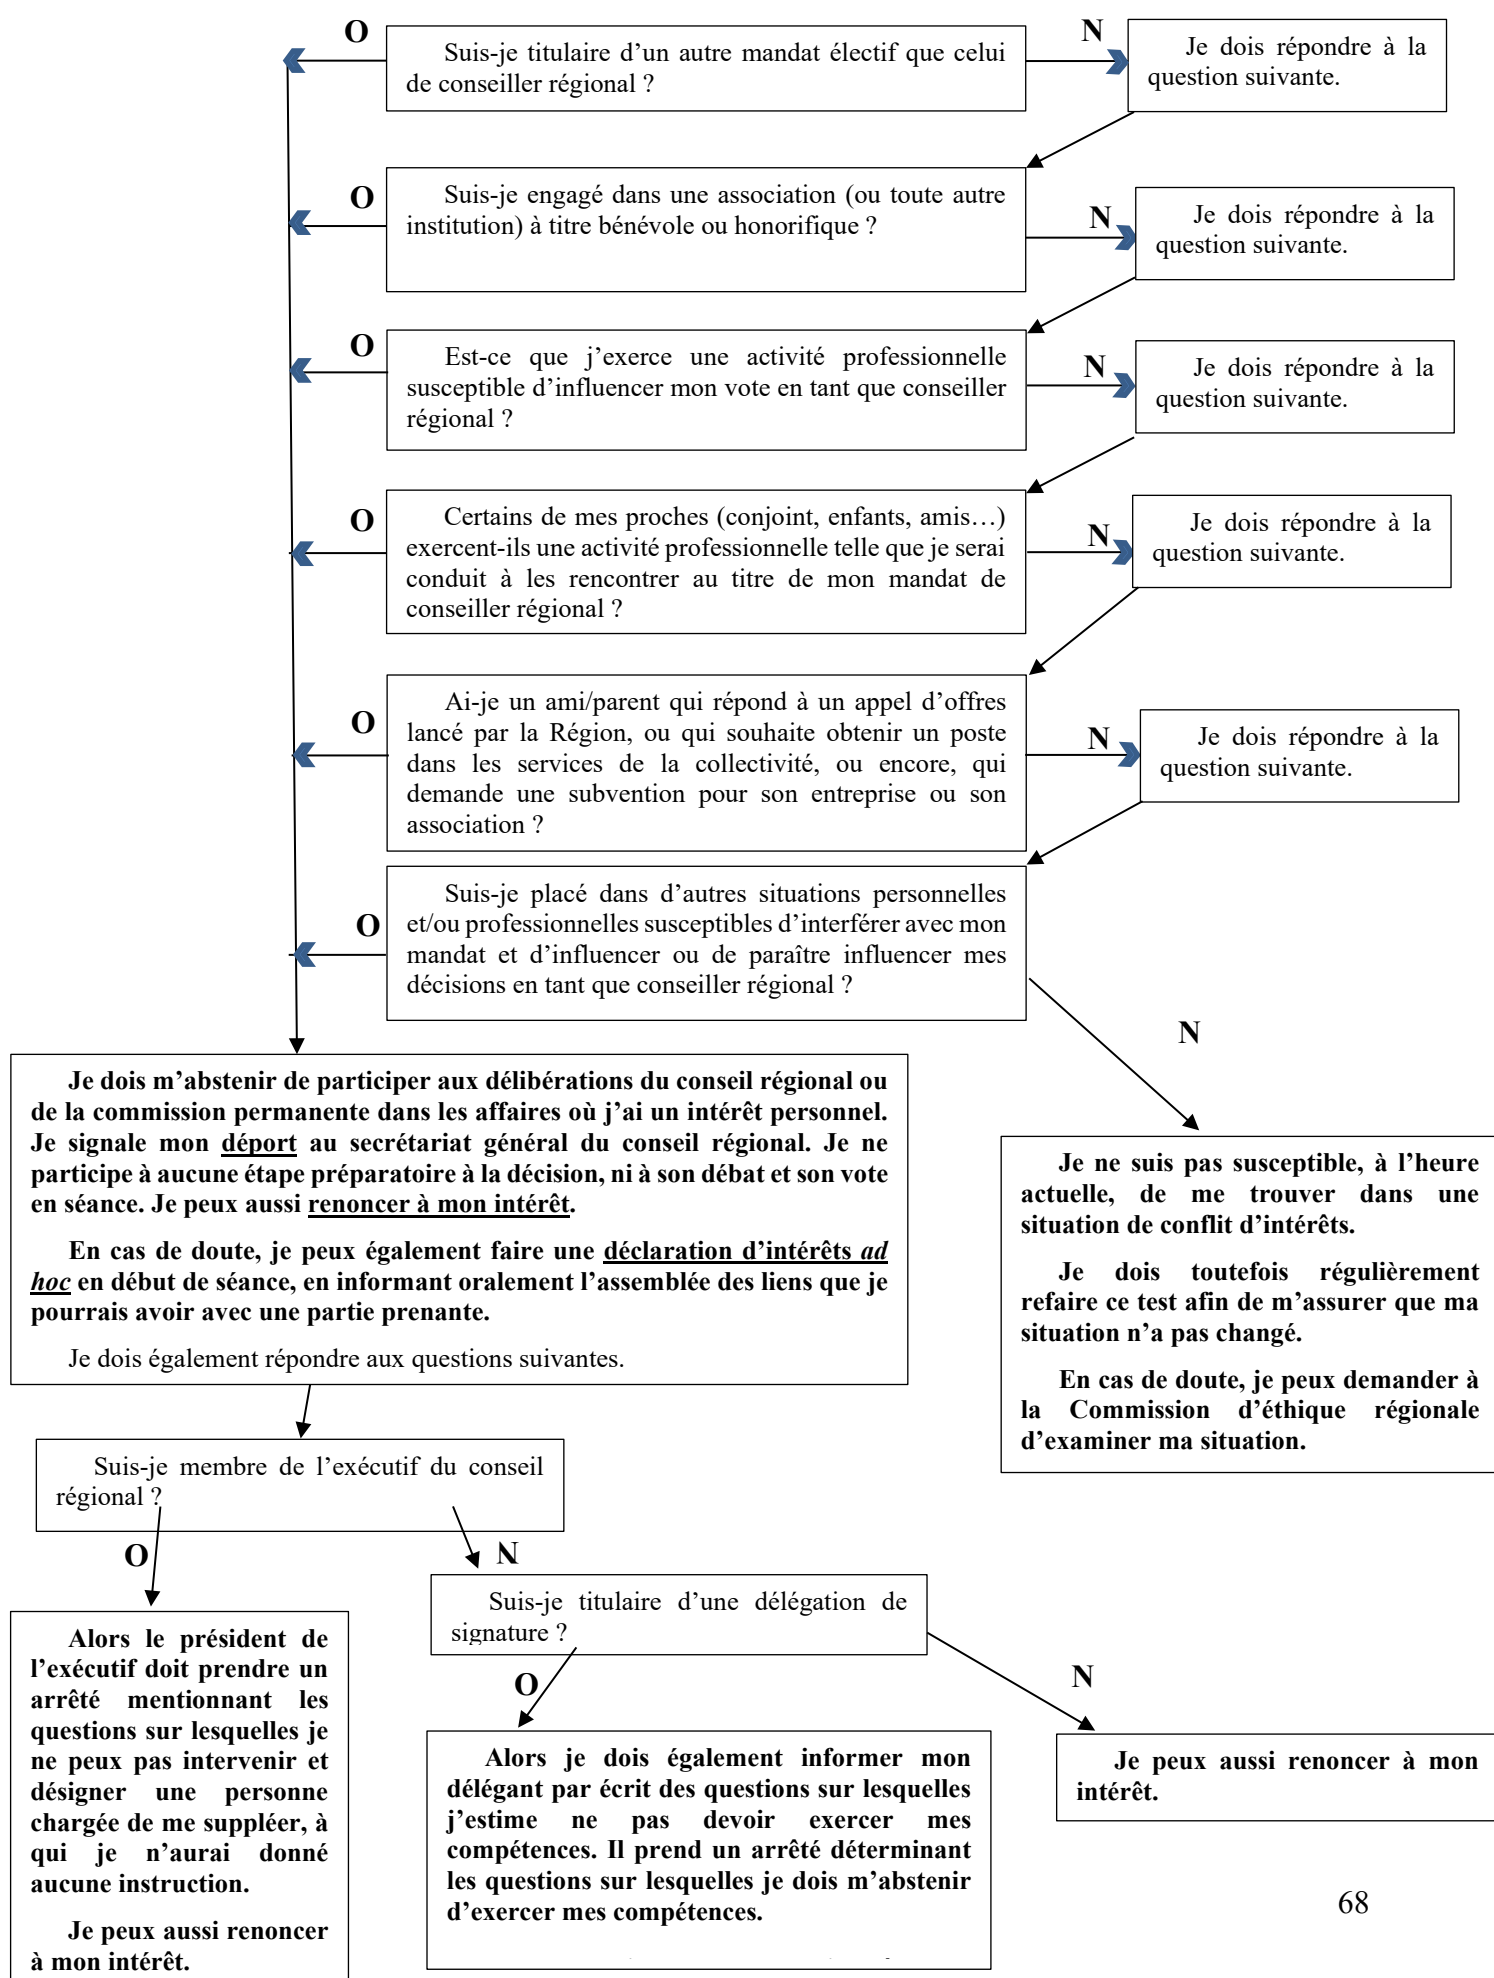 O
N
Suis-je titulaire d’un autre mandat électif que celui
de conseiller régional ?
Je dois répondre à la
question suivante.
O
Suis-je engagé dans une association (ou toute autre
institution) à titre bénévole ou honorifique ?
N
Je dois répondre à la
question suivante.
O
Est-ce que j’exerce une activité professionnelle
susceptible d’influencer mon vote en tant que conseiller
régional ?
N
Je dois répondre à la
question suivante.
O
Certains de mes proches (conjoint, enfants, amis…)
exercent-ils une activité professionnelle telle que je serai
conduit à les rencontrer au titre de mon mandat de
conseiller régional ?
N
Je dois répondre à la
question suivante.
O
Ai-je un ami/parent qui répond à un appel d’offres
lancé par la Région, ou qui souhaite obtenir un poste
dans les services de la collectivité, ou encore, qui
demande une subvention pour son entreprise ou son
association ?
N
Je dois répondre à la
question suivante.
O
Suis-je placé dans d’autres situations personnelles
et/ou professionnelles susceptibles d’interférer avec mon
mandat et d’influencer ou de paraître influencer mes
décisions en tant que conseiller régional ?
N
Je dois m’abstenir de participer aux délibérations du conseil régional ou
de la commission permanente dans les affaires où j’ai un intérêt personnel.
Je signale mon déport au secrétariat général du conseil régional. Je ne
participe à aucune étape préparatoire à la décision, ni à son débat et son vote
en séance. Je peux aussi renoncer à mon intérêt.
En cas de doute, je peux également faire une déclaration d’intérêts ad
hoc en début de séance, en informant oralement l’assemblée des liens que je
pourrais avoir avec une partie prenante.
Je dois également répondre aux questions suivantes.
Je ne suis pas susceptible, à l’heure
actuelle, de me trouver dans une
situation de conflit d’intérêts.
Je dois toutefois régulièrement
refaire ce test afin de m’assurer que ma
situation n’a pas changé.
En cas de doute, je peux demander à
la Commission d’éthique régionale
d’examiner ma situation.
Suis-je membre de l’exécutif du conseil
régional ?
O
N
Suis-je titulaire d’une délégation de
signature ?
O
N
Alors le président de
l’exécutif doit prendre un
arrêté mentionnant les
questions sur lesquelles je
ne peux pas intervenir et
désigner une personne
chargée de me suppléer, à
qui je n’aurai donné
aucune instruction.
Je peux aussi renoncer
à mon intérêt.
Alors je dois également informer mon
délégant par écrit des questions sur lesquelles
j’estime ne pas devoir exercer mes
compétences. Il prend un arrêté déterminant
les questions sur lesquelles je dois m’abstenir
d’exercer mes compétences.
Je peux aussi renoncer à mon
intérêt.
68